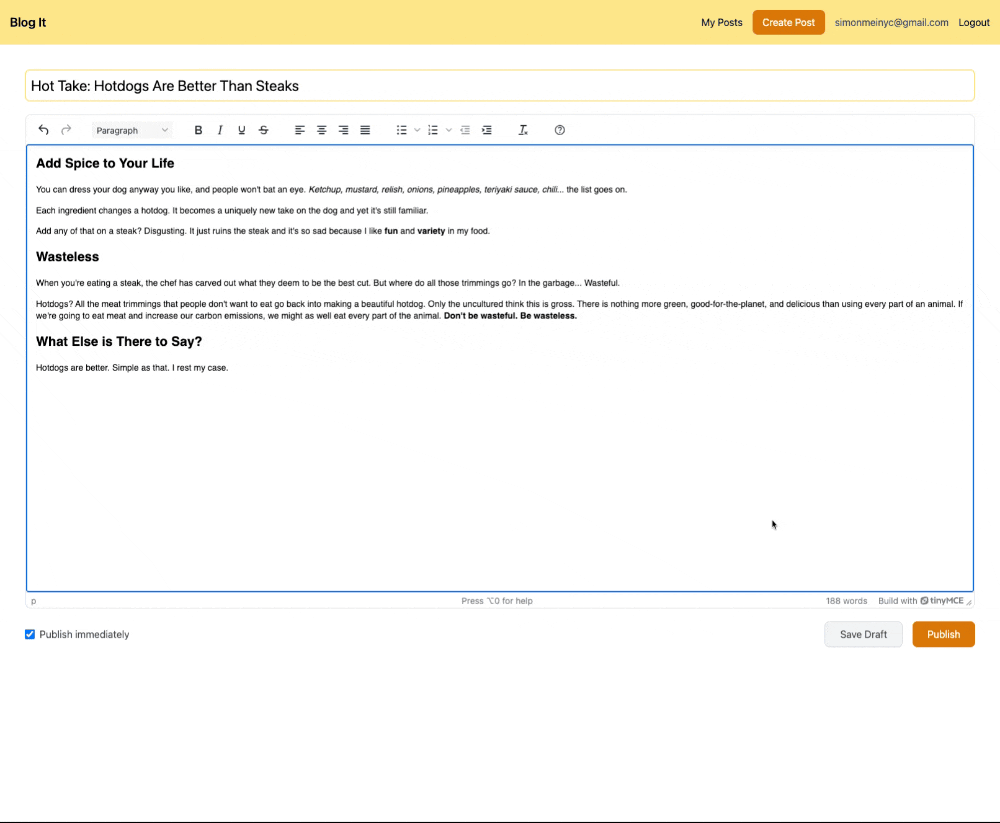 Blog It
My Posts
Create Post
simonmeinyc@gmail.com
Logout
Hot Take: Hotdogs Are Better Than Steaks
Paragraph
B I U S
Add Spice to Your Life
You can dress your dog anyway you like, and people won't bat an eye. Ketchup, mustard, relish, onions, pineapples, teriyaki sauce, chili... the list goes on.
Each ingredient changes a hotdog. It becomes a uniquely new take on the dog and yet it's still familiar.
Add any of that on a steak? Disgusting. It just ruins the steak and it's so sad because I like fun and variety in my food.
Wasteless
When you're eating a steak, the chef has carved out what they deem to be the best cut. But where do all those trimmings go? In the garbage... Wasteful.
Hotdogs? All the meat trimmings that people don't want to eat go back into making a beautiful hotdog. Only the uncultured think this is gross. There is nothing more green, good-for-the-planet, and delicious than using every part of an animal. If
we're going to eat meat and increase our carbon emissions, we might as well eat every part of the animal. Don't be wasteful. Be wasteless.
What Else is There to Say?
Hotdogs are better. Simple as that. I rest my case.
p
Press ⌥0 for help
188 words
Build with tinyMCE
Publish immediately
Save Draft
Publish